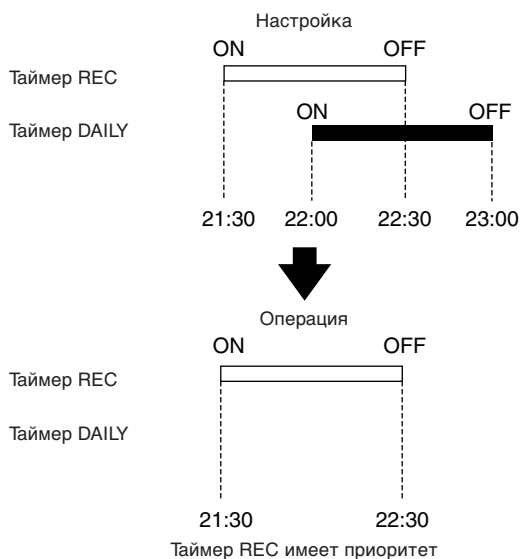 Настройка
ON OFF
Таймер REC
ON OFF
Таймер DAILY
21:30 22:00 22:30 23:00
Операция
ON OFF
Таймер REC
Таймер DAILY
21:30 22:30
Таймер REC имеет приоритет